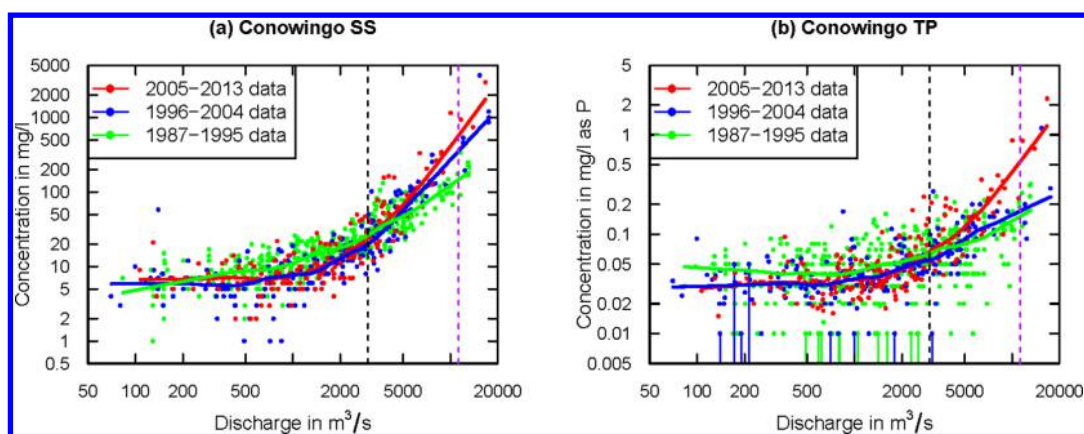 (a) Conowingo SS
5000
2000
1000
500
200
100
50
20
10
5
2
1
0.5
Concentration in mg/l
2005−2013 data
1996−2004 data
1987−1995 data
50 100 200 500 2000 5000 20000
Discharge in m³/s
(b) Conowingo TP
5
2
1
0.5
0.2
0.1
0.05
0.02
0.01
0.005
Concentration in mg/l as P
2005−2013 data
1996−2004 data
1987−1995 data
50 100 200 500 2000 5000 20000
Discharge in m³/s